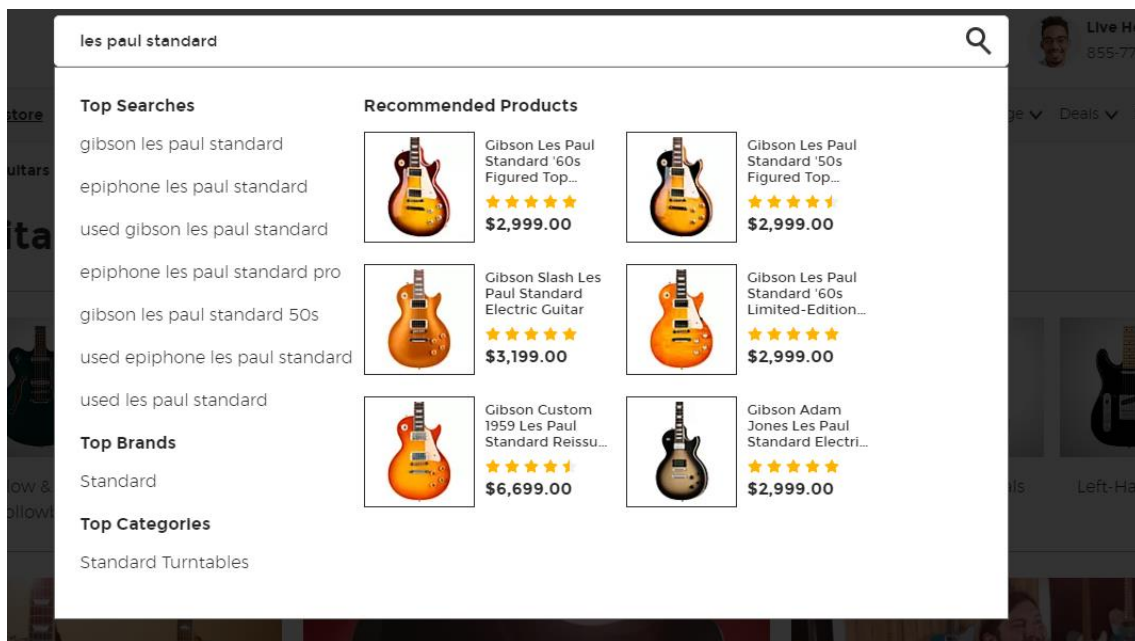 les paul standard
Live H
855-77
store
ge
Deals
uitars
ita
Top Searches
gibson les paul standard
epiphone les paul standard
used gibson les paul standard
epiphone les paul standard pro
gibson les paul standard 50s
used epiphone les paul standard
used les paul standard
Top Brands
Standard
Top Categories
Standard Turntables
Recommended Products
Gibson Les Paul
Standard '60s
Figured Top...
$2,999.00
Gibson Les Paul
Standard '50s
Figured Top...
$2,999.00
Gibson Slash Les
Paul Standard
Electric Guitar
$3,199.00
Gibson Les Paul
Standard '60s
Limited-Edition...
$2,999.00
Gibson Custom
1959 Les Paul
Standard Reissu...
$6,699.00
Gibson Adam
Jones Les Paul
Standard Electri...
$2,999.00
low &
ollow
ls
Left-Ha